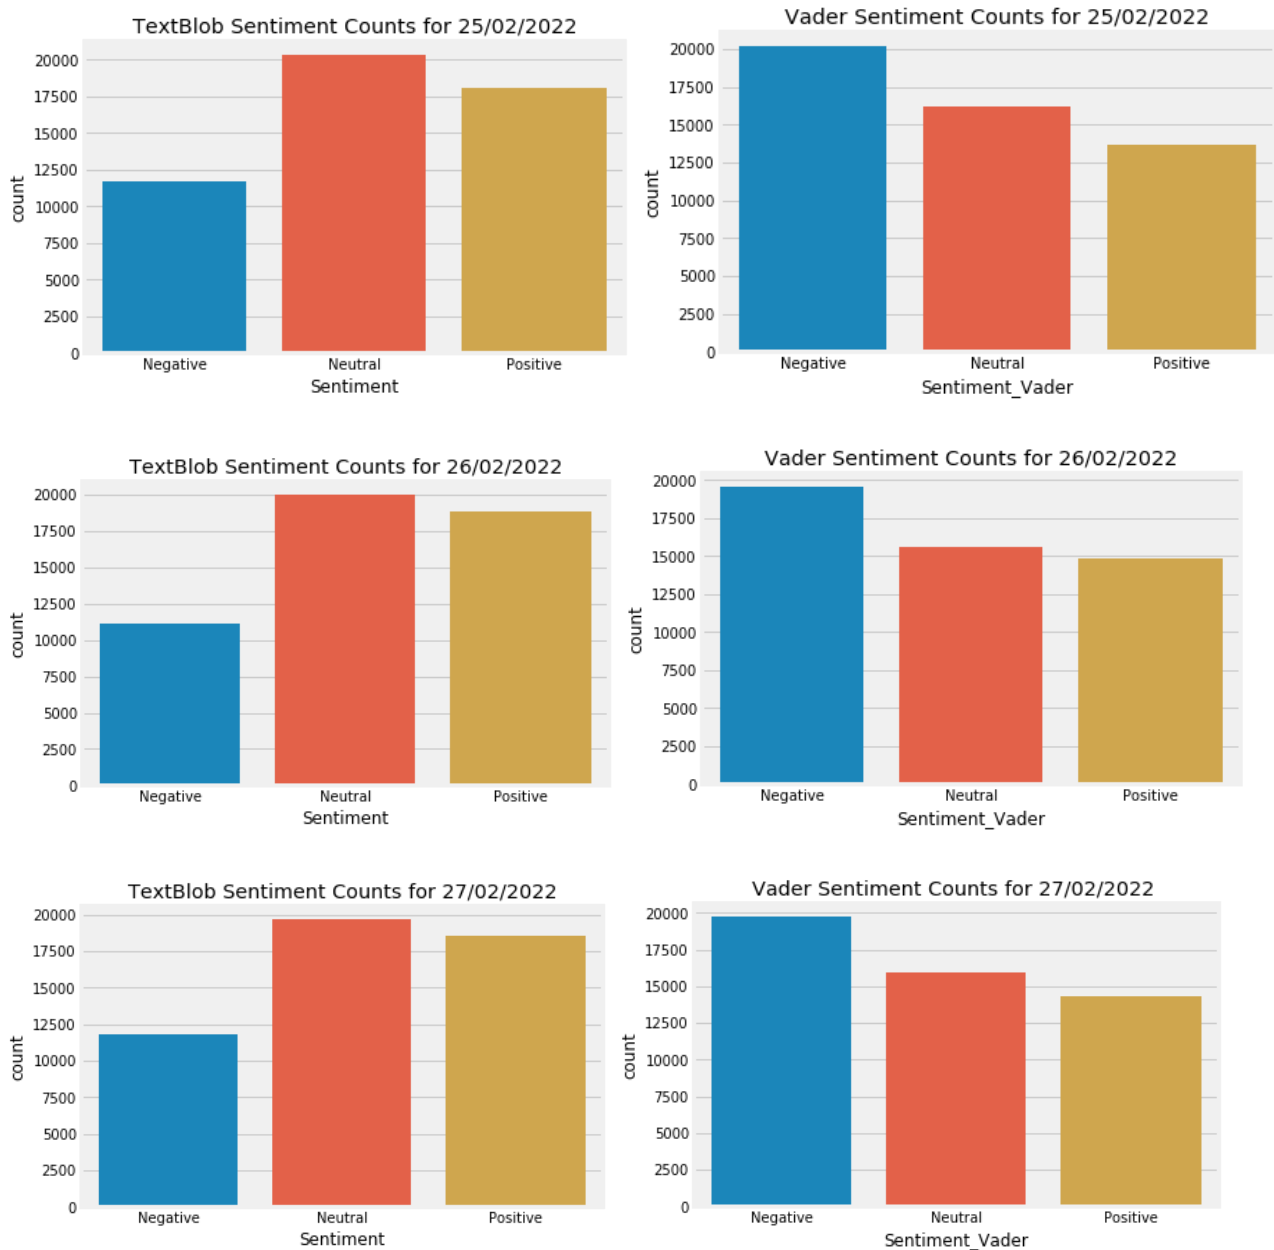 TextBlob Sentiment Counts for 25/02/2022
20000
17500
15000
12500
10000
7500
5000
2500
0
count
Negative Neutral Positive
Sentiment
Vader Sentiment Counts for 25/02/2022
20000
17500
15000
12500
10000
7500
5000
2500
0
count
Negative Neutral Positive
Sentiment_Vader
TextBlob Sentiment Counts for 26/02/2022
20000
17500
15000
12500
10000
7500
5000
2500
0
count
Negative Neutral Positive
Sentiment
Vader Sentiment Counts for 26/02/2022
20000
17500
15000
12500
10000
7500
5000
2500
0
count
Negative Neutral Positive
Sentiment_Vader
TextBlob Sentiment Counts for 27/02/2022
20000
17500
15000
12500
10000
7500
5000
2500
0
count
Negative Neutral Positive
Sentiment
Vader Sentiment Counts for 27/02/2022
20000
17500
15000
12500
10000
7500
5000
2500
0
count
Negative Neutral Positive
Sentiment_Vader